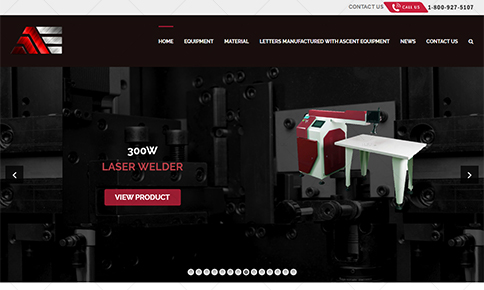 CONTACT US CALL US 1-800-927-5107
HOME EQUIPMENT MATERIAL LETTERS MANUFACTURED WITH ASCENT EQUIPMENT NEWS CONTACT US
300W
LASER WELDER
VIEW PRODUCT